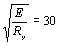 √(E/R_v) = 30